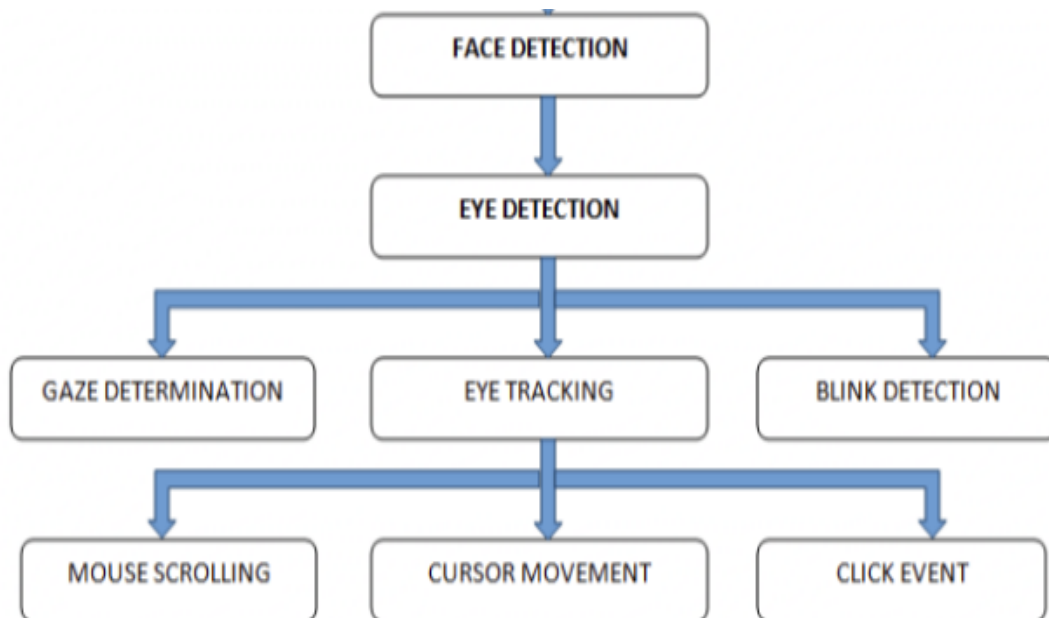 FACE DETECTION
EYE DETECTION
GAZE DETERMINATION
EYE TRACKING
BLINK DETECTION
MOUSE SCROLLING
CURSOR MOVEMENT
CLICK EVENT